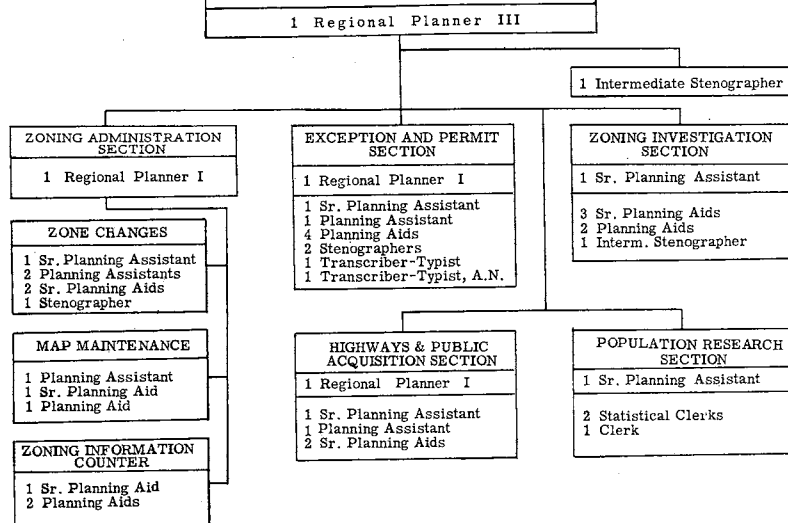 1 Regional Planner III
1 Intermediate Stenographer
ZONING ADMINISTRATION
SECTION
1 Regional Planner I
ZONE CHANGES
1 Sr. Planning Assistant
2 Planning Assistants
2 Sr. Planning Aids
1 Stenographer
MAP MAINTENANCE
1 Planning Assistant
1 Sr. Planning Aid
1 Planning Aid
ZONING INFORMATION
COUNTER
1 Sr. Planning Aid
2 Planning Aids
EXCEPTION AND PERMIT
SECTION
1 Regional Planner I
1 Sr. Planning Assistant
1 Planning Assistant
4 Planning Aids
2 Stenographers
1 Transcriber-Typist
1 Transcriber-Typist, A.N.
HIGHWAYS & PUBLIC
ACQUISITION SECTION
1 Regional Planner I
1 Sr. Planning Assistant
1 Planning Assistant
2 Sr. Planning Aids
ZONING INVESTIGATION
SECTION
1 Sr. Planning Assistant
3 Sr. Planning Aids
2 Planning Aids
1 Interm. Stenographer
POPULATION RESEARCH
SECTION
1 Sr. Planning Assistant
2 Statistical Clerks
1 Clerk